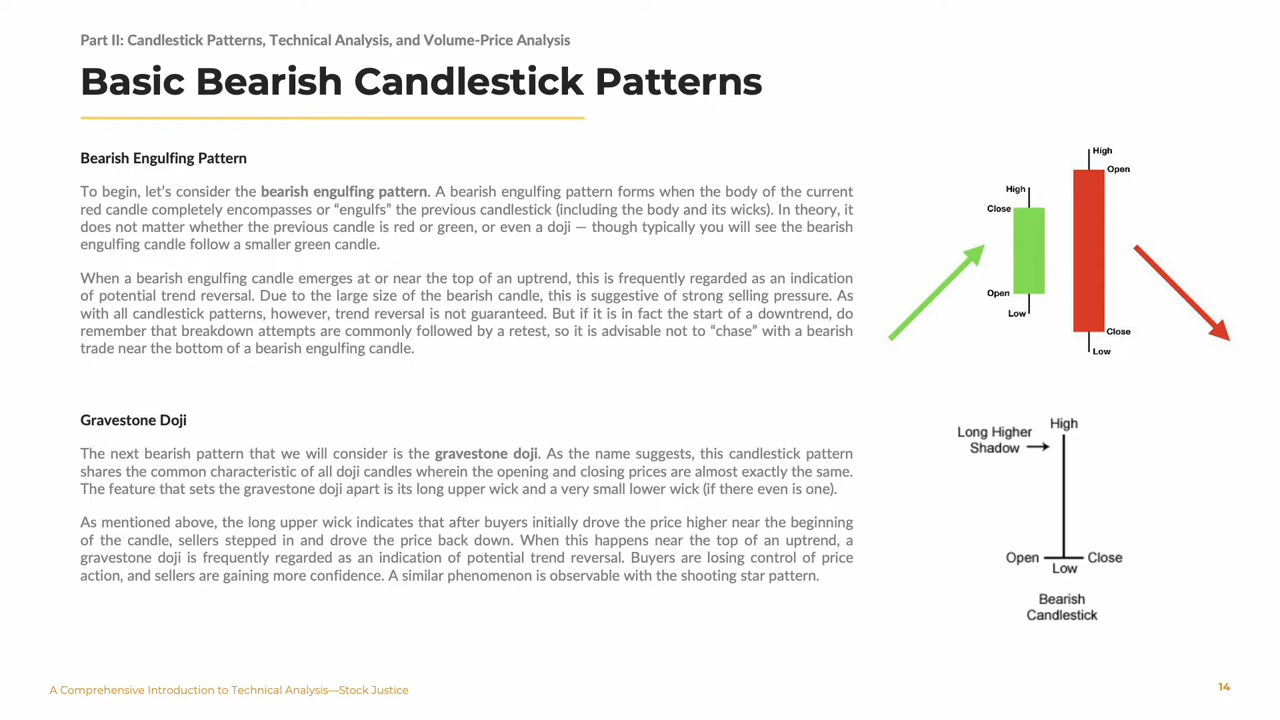 Part II: Candlestick Patterns, Technical Analysis, and Volume-Price Analysis
Basic Bearish Candlestick Patterns
Bearish Engulfing Pattern
To begin, let’s consider the bearish engulfing pattern. A bearish engulfing pattern forms when the body of the current
red candle completely encompasses or “engulfs” the previous candlestick (including the body and its wicks). In theory, it
does not matter whether the previous candle is red or green, or even a doji — though typically you will see the bearish
engulfing candle follow a smaller green candle.
When a bearish engulfing candle emerges at or near the top of an uptrend, this is frequently regarded as an indication
of potential trend reversal. Due to the large size of the bearish candle, this is suggestive of strong selling pressure. As
with all candlestick patterns, however, trend reversal is not guaranteed. But if it is in fact the start of a downtrend, do
remember that breakdown attempts are commonly followed by a retest, so it is advisable not to “chase” with a bearish
trade near the bottom of a bearish engulfing candle.
High
Open
High
Close
Open
Low
Close
Low
Gravestone Doji
The next bearish pattern that we will consider is the gravestone doji. As the name suggests, this candlestick pattern
shares the common characteristic of all doji candles wherein the opening and closing prices are almost exactly the same.
The feature that sets the gravestone doji apart is its long upper wick and a very small lower wick (if there even is one).
As mentioned above, the long upper wick indicates that after buyers initially drove the price higher near the beginning
of the candle, sellers stepped in and drove the price back down. When this happens near the top of an uptrend, a
gravestone doji is frequently regarded as an indication of potential trend reversal. Buyers are losing control of price
action, and sellers are gaining more confidence. A similar phenomenon is observable with the shooting star pattern.
High
Long Higher
Shadow
Open
Close
Low
Bearish
Candlestick
A Comprehensive Introduction to Technical Analysis—Stock Justice
14